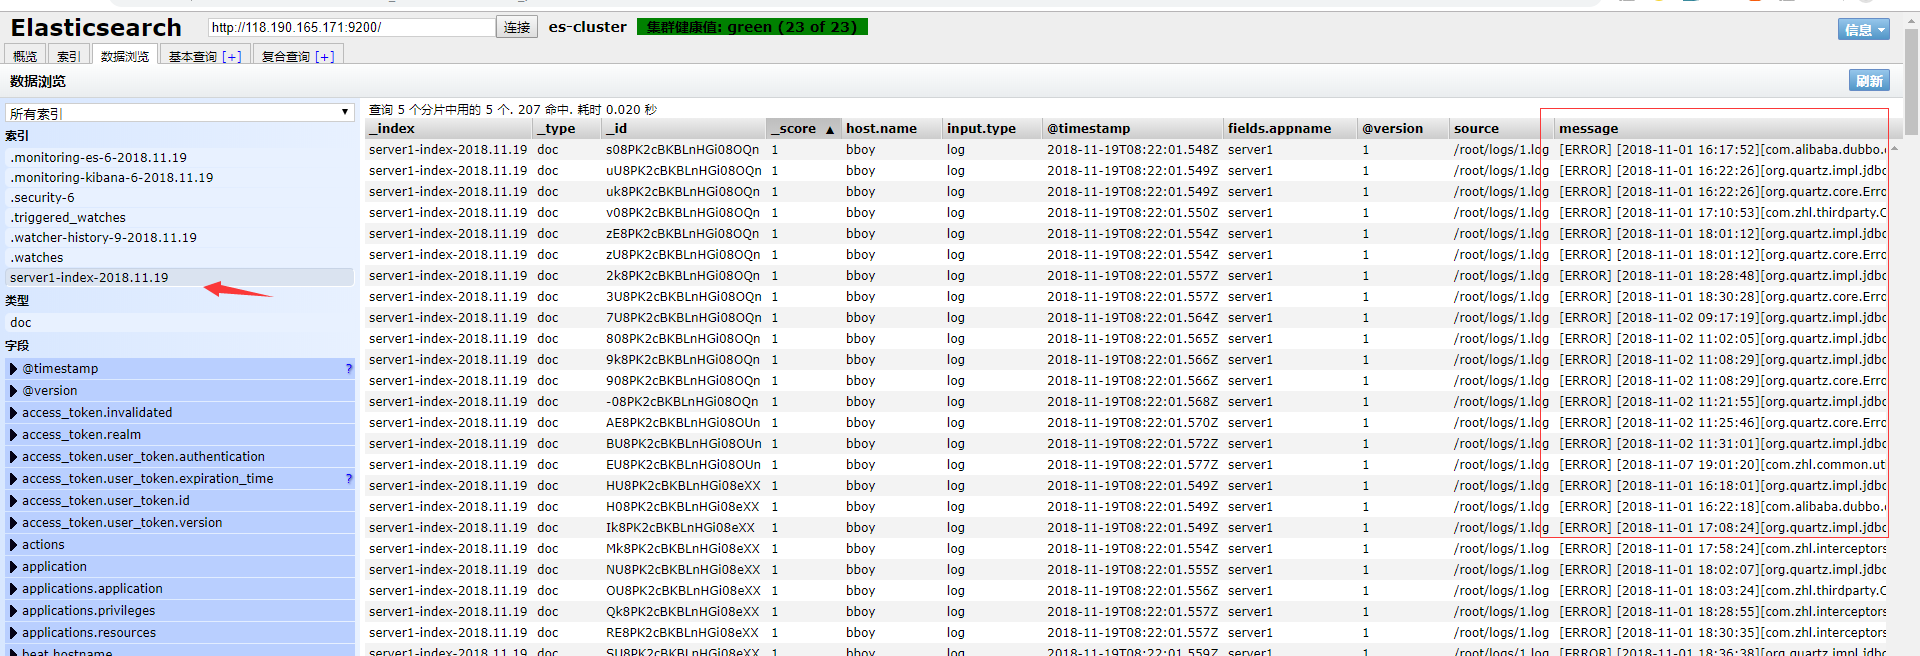 Elasticsearch http://118.190.165.171:9200/ 连接 es-cluster 集群健康值: green (23 of 23) 信息
概览 索引 数据浏览 基本查询 [+] 复合查询 [+]
数据浏览 刷新
所有索引
索引
.monitoring-es-6-2018.11.19
.monitoring-kibana-6-2018.11.19
.security-6
.triggered_watches
.watcher-history-9-2018.11.19
.watches
server1-index-2018.11.19
类型
doc
字段
@timestamp ?
@version
access_token.invalidated
access_token.realm
access_token.user_token.authentication
access_token.user_token.expiration_time ?
access_token.user_token.id
access_token.user_token.version
actions
application
applications.application
applications.privileges
applications.resources
beat.hostname
查询 5 个分片中用的 5 个. 207 命中. 耗时 0.020 秒
_index _type _id _score ▲ host.name input.type @timestamp fields.appname @version source message
server1-index-2018.11.19 doc s08PK2cBKBLnHGi08OQn 1 bboy log 2018-11-19T08:22:01.548Z server1 1 /root/logs/1.log [ERROR] [2018-11-01 16:17:52][com.alibaba.dubbo.
server1-index-2018.11.19 doc uU8PK2cBKBLnHGi08OQn 1 bboy log 2018-11-19T08:22:01.549Z server1 1 /root/logs/1.log [ERROR] [2018-11-01 16:22:26][org.quartz.impl.jdb
server1-index-2018.11.19 doc uk8PK2cBKBLnHGi08OQn 1 bboy log 2018-11-19T08:22:01.549Z server1 1 /root/logs/1.log [ERROR] [2018-11-01 16:22:26][org.quartz.core.Erro
server1-index-2018.11.19 doc v08PK2cBKBLnHGi08OQn 1 bboy log 2018-11-19T08:22:01.550Z server1 1 /root/logs/1.log [ERROR] [2018-11-01 17:10:53][com.zhl.thirdparty.
server1-index-2018.11.19 doc zE8PK2cBKBLnHGi08OQn 1 bboy log 2018-11-19T08:22:01.554Z server1 1 /root/logs/1.log [ERROR] [2018-11-01 18:01:12][org.quartz.impl.jdb
server1-index-2018.11.19 doc zU8PK2cBKBLnHGi08OQn 1 bboy log 2018-11-19T08:22:01.554Z server1 1 /root/logs/1.log [ERROR] [2018-11-01 18:01:12][org.quartz.core.Erro
server1-index-2018.11.19 doc 2k8PK2cBKBLnHGi08OQn 1 bboy log 2018-11-19T08:22:01.557Z server1 1 /root/logs/1.log [ERROR] [2018-11-01 18:28:48][org.quartz.impl.jdb
server1-index-2018.11.19 doc 3U8PK2cBKBLnHGi08OQn 1 bboy log 2018-11-19T08:22:01.557Z server1 1 /root/logs/1.log [ERROR] [2018-11-01 18:30:28][org.quartz.core.Erro
server1-index-2018.11.19 doc 7U8PK2cBKBLnHGi08OQn 1 bboy log 2018-11-19T08:22:01.564Z server1 1 /root/logs/1.log [ERROR] [2018-11-02 09:17:19][org.quartz.impl.jdb
server1-index-2018.11.19 doc 808PK2cBKBLnHGi08OQn 1 bboy log 2018-11-19T08:22:01.565Z server1 1 /root/logs/1.log [ERROR] [2018-11-02 11:02:05][org.quartz.impl.jdb
server1-index-2018.11.19 doc 9k8PK2cBKBLnHGi08OQn 1 bboy log 2018-11-19T08:22:01.566Z server1 1 /root/logs/1.log [ERROR] [2018-11-02 11:08:29][org.quartz.impl.jdb
server1-index-2018.11.19 doc 908PK2cBKBLnHGi08OQn 1 bboy log 2018-11-19T08:22:01.566Z server1 1 /root/logs/1.log [ERROR] [2018-11-02 11:08:29][org.quartz.core.Erro
server1-index-2018.11.19 doc -08PK2cBKBLnHGi08OQn 1 bboy log 2018-11-19T08:22:01.568Z server1 1 /root/logs/1.log [ERROR] [2018-11-02 11:21:55][org.quartz.impl.jdb
server1-index-2018.11.19 doc AE8PK2cBKBLnHGi08OUn 1 bboy log 2018-11-19T08:22:01.570Z server1 1 /root/logs/1.log [ERROR] [2018-11-02 11:25:46][org.quartz.core.Erro
server1-index-2018.11.19 doc BU8PK2cBKBLnHGi08OUn 1 bboy log 2018-11-19T08:22:01.572Z server1 1 /root/logs/1.log [ERROR] [2018-11-02 11:31:01][org.quartz.impl.jdb
server1-index-2018.11.19 doc EU8PK2cBKBLnHGi08OUn 1 bboy log 2018-11-19T08:22:01.577Z server1 1 /root/logs/1.log [ERROR] [2018-11-07 19:01:20][com.zhl.common.ut
server1-index-2018.11.19 doc HU8PK2cBKBLnHGi08eXX 1 bboy log 2018-11-19T08:22:01.549Z server1 1 /root/logs/1.log [ERROR] [2018-11-01 16:18:01][org.quartz.impl.jdb
server1-index-2018.11.19 doc H08PK2cBKBLnHGi08eXX 1 bboy log 2018-11-19T08:22:01.549Z server1 1 /root/logs/1.log [ERROR] [2018-11-01 16:22:18][com.alibaba.dubbo.
server1-index-2018.11.19 doc Ik8PK2cBKBLnHGi08eXX 1 bboy log 2018-11-19T08:22:01.549Z server1 1 /root/logs/1.log [ERROR] [2018-11-01 17:08:24][org.quartz.impl.jdb
server1-index-2018.11.19 doc Mk8PK2cBKBLnHGi08eXX 1 bboy log 2018-11-19T08:22:01.554Z server1 1 /root/logs/1.log [ERROR] [2018-11-01 17:58:24][com.zhl.interceptors
server1-index-2018.11.19 doc NU8PK2cBKBLnHGi08eXX 1 bboy log 2018-11-19T08:22:01.555Z server1 1 /root/logs/1.log [ERROR] [2018-11-01 18:02:07][org.quartz.impl.jdb
server1-index-2018.11.19 doc OU8PK2cBKBLnHGi08eXX 1 bboy log 2018-11-19T08:22:01.556Z server1 1 /root/logs/1.log [ERROR] [2018-11-01 18:03:24][com.zhl.thirdparty.
server1-index-2018.11.19 doc Qk8PK2cBKBLnHGi08eXX 1 bboy log 2018-11-19T08:22:01.557Z server1 1 /root/logs/1.log [ERROR] [2018-11-01 18:28:55][com.zhl.interceptors
server1-index-2018.11.19 doc RE8PK2cBKBLnHGi08eXX 1 bboy log 2018-11-19T08:22:01.557Z server1 1 /root/logs/1.log [ERROR] [2018-11-01 18:30:35][com.zhl.interceptors
server1-index-2018.11.19 doc SU8PK2cBKBLnHGi08eXX 1 bboy log 2018-11-19T08:22:01.559Z server1 1 /root/logs/1.log [ERROR] [2018-11-01 18:36:38][org.quartz.impl.jdb